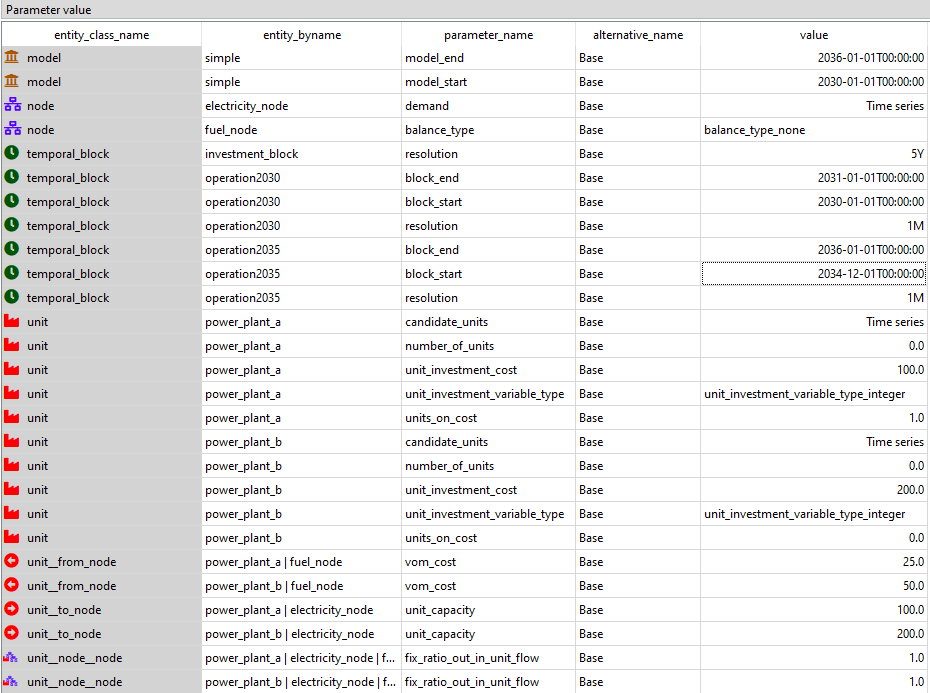 Parameter value
entity_class_name entity_byname parameter_name alternative_name value
model simple model_end Base 2036-01-01T00:00:00
model simple model_start Base 2030-01-01T00:00:00
node electricity_node demand Base Time series
node fuel_node balance_type Base balance_type_none
temporal_block investment_block resolution Base 5Y
temporal_block operation2030 block_end Base 2031-01-01T00:00:00
temporal_block operation2030 block_start Base 2030-01-01T00:00:00
temporal_block operation2030 resolution Base 1M
temporal_block operation2035 block_end Base 2036-01-01T00:00:00
temporal_block operation2035 block_start Base 2034-12-01T00:00:00
temporal_block operation2035 resolution Base 1M
unit power_plant_a candidate_units Base Time series
unit power_plant_a number_of_units Base 0.0
unit power_plant_a unit_investment_cost Base 100.0
unit power_plant_a unit_investment_variable_type Base unit_investment_variable_type_integer
unit power_plant_a units_on_cost Base 1.0
unit power_plant_b candidate_units Base Time series
unit power_plant_b number_of_units Base 0.0
unit power_plant_b unit_investment_cost Base 200.0
unit power_plant_b unit_investment_variable_type Base unit_investment_variable_type_integer
unit power_plant_b units_on_cost Base 0.0
unit__from_node power_plant_a | fuel_node vom_cost Base 25.0
unit__from_node power_plant_b | fuel_node vom_cost Base 50.0
unit__to_node power_plant_a | electricity_node unit_capacity Base 100.0
unit__to_node power_plant_b | electricity_node unit_capacity Base 200.0
unit__node__node power_plant_a | electricity_node | f... fix_ratio_out_in_unit_flow Base 1.0
unit__node__node power_plant_b | electricity_node | f... fix_ratio_out_in_unit_flow Base 1.0